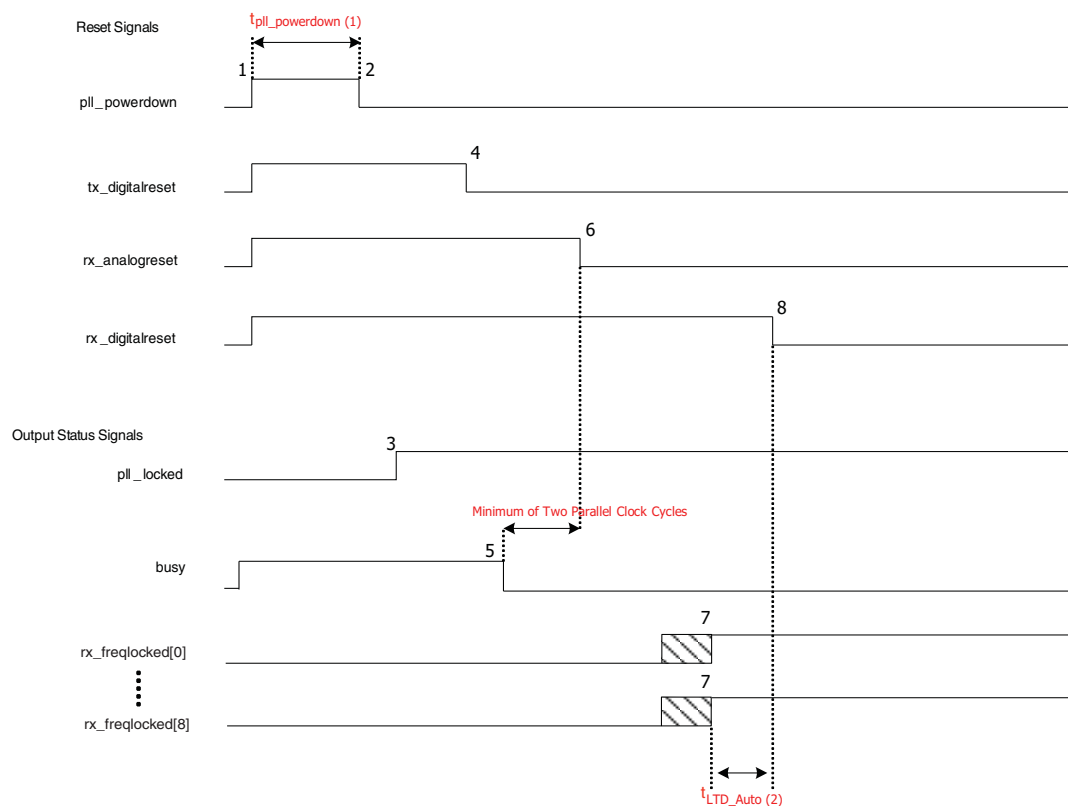 Reset Signals
tpll_powerdown (1)
1
2
pll_powerdown
4
tx_digitalreset
6
rx_analogreset
8
rx_digitalreset
Output Status Signals
3
pll_locked
Minimum of Two Parallel Clock Cycles
5
busy
7
rx_freqlocked[0]
7
rx_freqlocked[8]
tLTD_Auto (2)